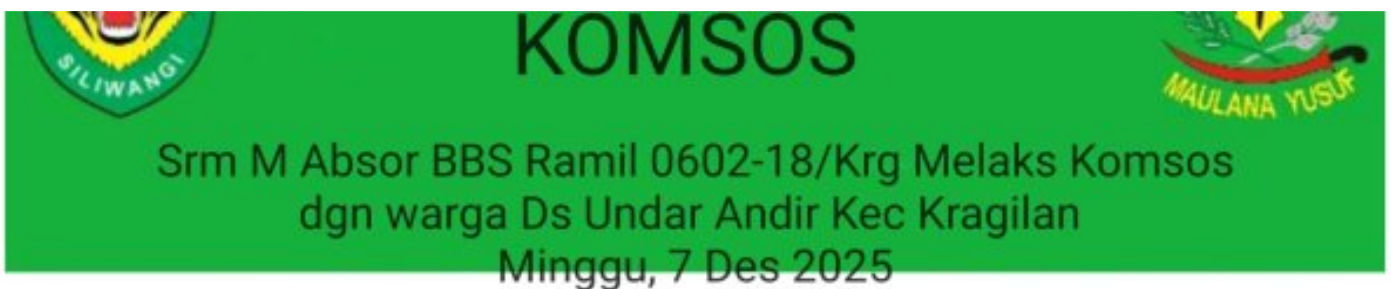 KOMSOS
SILIWANGI
MAULANA YUSUF
Srm M Absor BBS Ramil 0602-18/Krg Melaks Komsos
dgn warga Ds Undar Andir Kec Kragilan
Minggu, 7 Des 2025